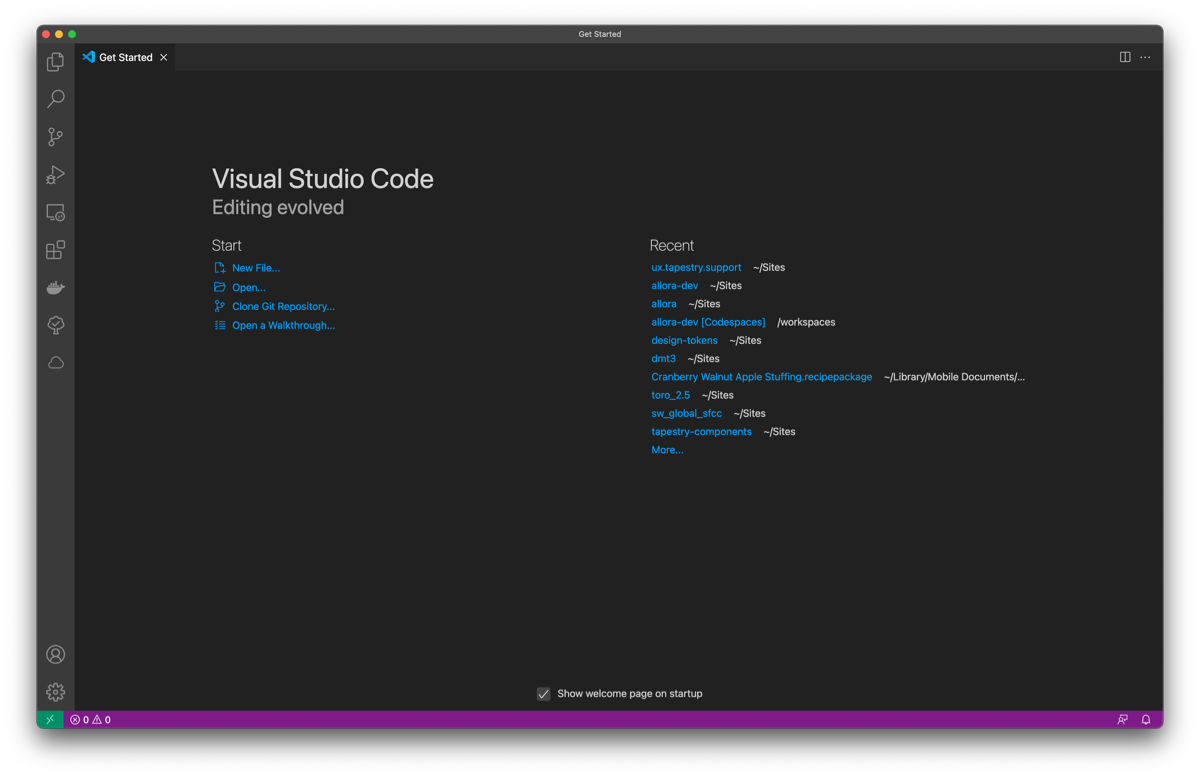 Get Started
Get Started
Visual Studio Code
Editing evolved
Start
New File...
Open...
Clone Git Repository...
Open a Walkthrough...
Recent
ux.tapestry.support ~/Sites
allora-dev ~/Sites
allora ~/Sites
allora-dev [Codespaces] /workspaces
design-tokens ~/Sites
dmt3 ~/Sites
Cranberry Walnut Apple Stuffing.recipepackage ~/Library/Mobile Documents/...
toro_2.5 ~/Sites
sw_global_sfcc ~/Sites
tapestry-components ~/Sites
More...
Show welcome page on startup
0 0